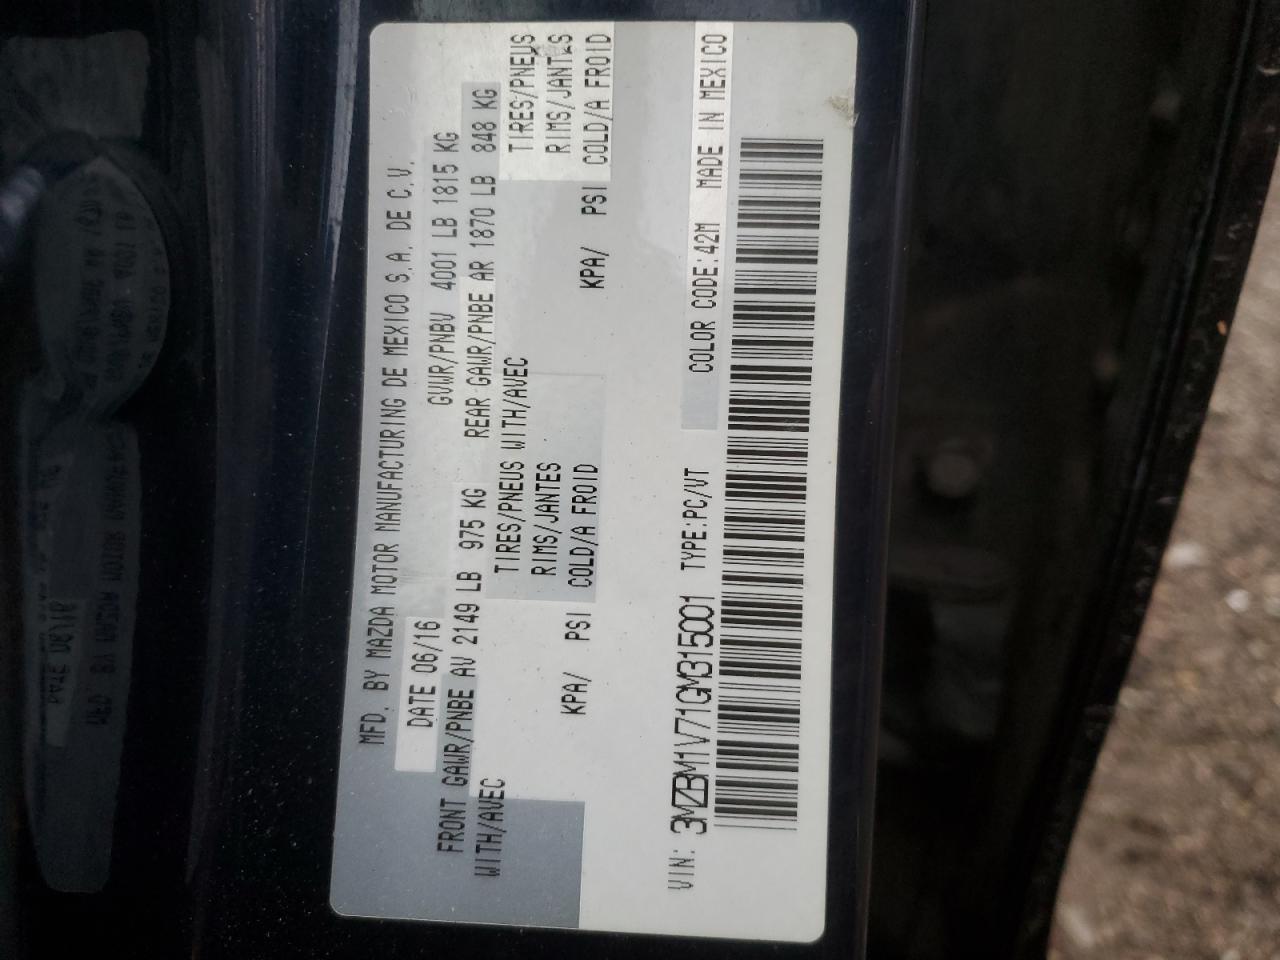 MFD. BY MAZDA MOTOR MANUFACTURING DE MEXICO S.A. DE C.V.
DATE 06/16 GVWR/PNBV 4001 LB 1815 KG
FRONT GAWR/PNBE AV 2149 LB 975 KG REAR GAWR/PNBE AR 1870 LB 848 KG
WITH/AVEC TIRES/PNEUS WITH/AVEC TIRES/PNEUS
RIMS/JANTES RIMS/JANTES
KPA/ PSI COLD/A FROID KPA/ PSI COLD/A FROID
VIN: 3MZBM1V71GM315001 TYPE:PC/VT COLOR CODE:42M MADE IN MEXICO